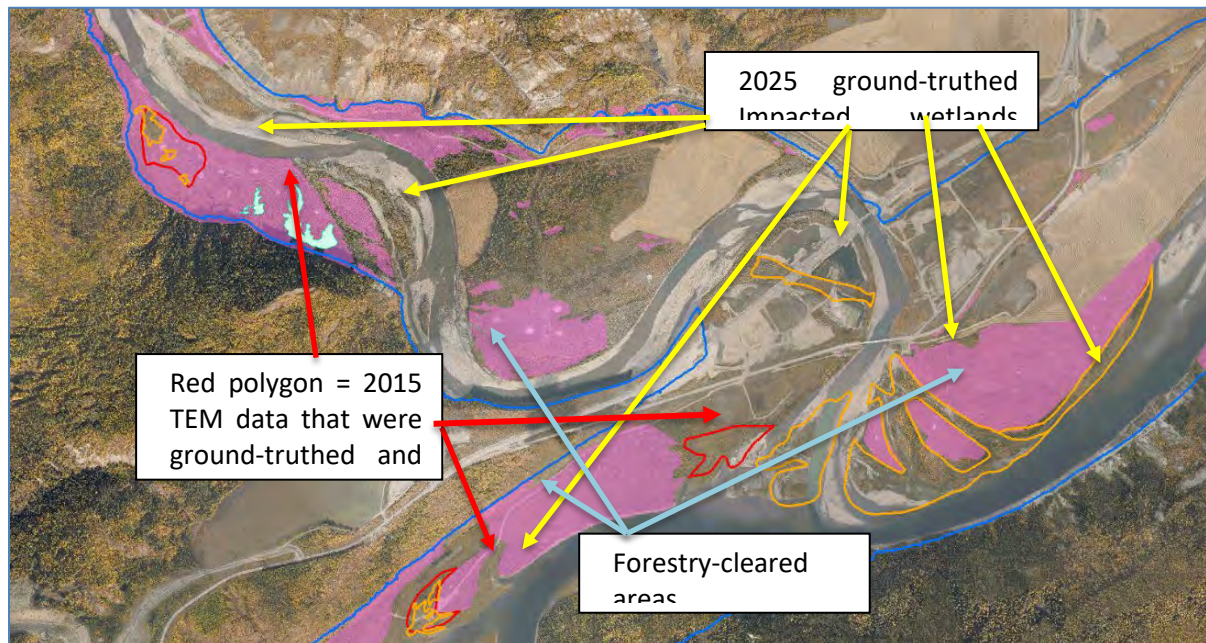 2025 ground-truthed
Impacted wetlands
Red polygon = 2015
TEM data that were
ground-truthed and
Forestry-cleared
areas